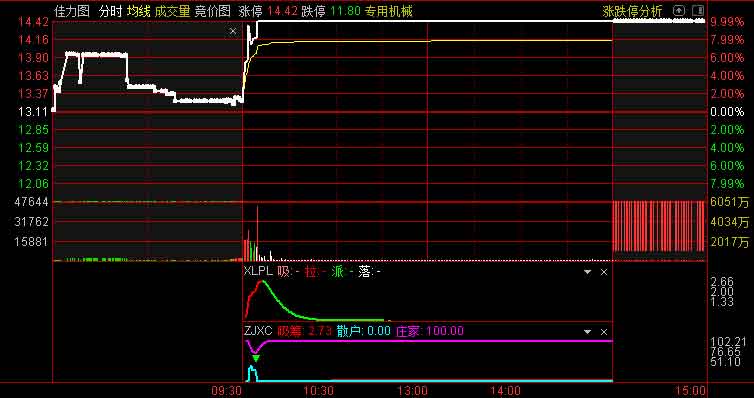 佳力图 分时 均线 成交量 竞价图 涨停 14.42 跌停 11.80 专用机械 涨跌停分析
14.42 9.99%
14.16 7.99%
13.90 6.00%
13.63 4.00%
13.37 2.00%
13.11 0.00%
12.85 2.00%
12.59 4.00%
12.32 6.00%
12.06 7.99%
47644 6051万
31762 4034万
15881 2017万
XLPL 吸: - 拉: - 派: - 落: -
2.66
2.00
1.33
ZJXC 吸筹: 2.73 散户: 0.00 庄家: 100.00
102.21
76.65
51.10
09:30 10:30 13:00 14:00 15:00